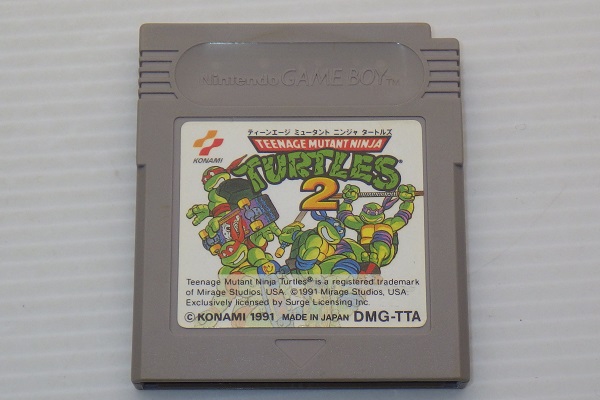 Nintendo GAME BOY TM
ティーンエージ ミュータント ニンジャ タートルズ
KONAMI
TEENAGE MUTANT NINJA
TURTLES
2
Teenage Mutant Ninja Turtles® is a registered trademark
of Mirage Studios, USA. ©1991 Mirage Studios, USA.
Exclusively licensed by Surge Licensing Inc.
© KONAMI 1991 MADE IN JAPAN DMG-TTA